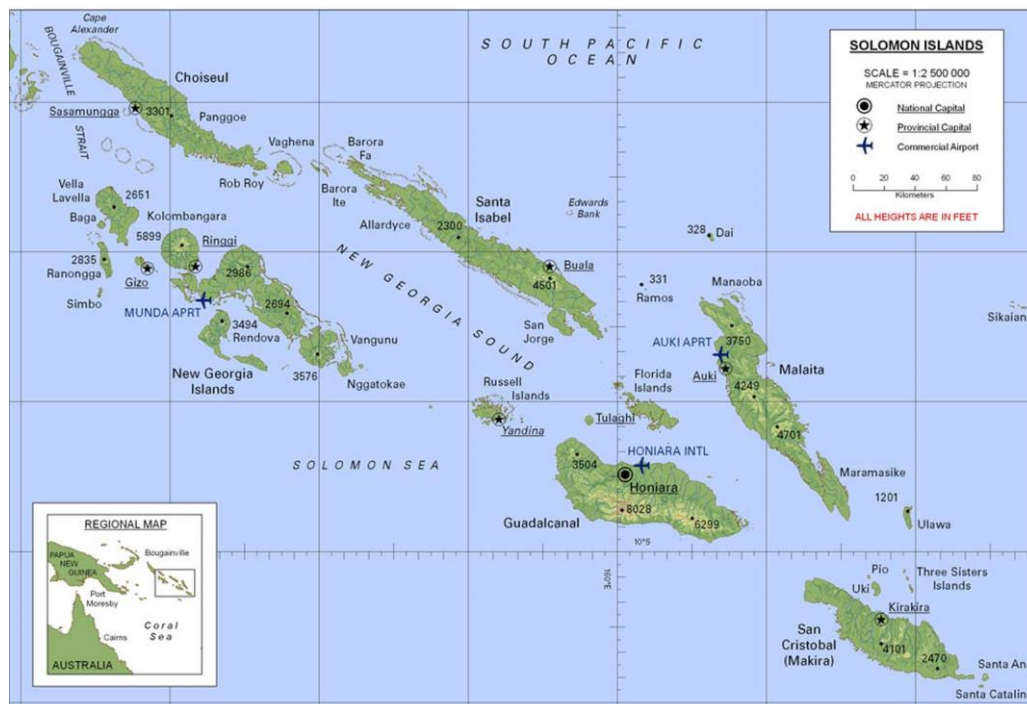 Cape
Alexander
BOUGAINVILLE
STRAIT
SOUTH PACIFIC
OCEAN
SOLOMON ISLANDS
SCALE = 1:2 500 000
MERCATOR PROJECTION
National Capital
Provincial Capital
Commercial Airport
0 20 40 60 80
Kilometers
ALL HEIGHTS ARE IN FEET
Choiseul
Sasamungga
3301
Panggoe
Vaghena
Rob Roy
Barora
Fa
Barora
Ite
Allardyce
Santa
Isabel
2300
Edwards
Bank
328
Dai
Vella
Lavella
2651
Baga
Kolombangara
5899
Ringgi
2835
Ranongga
Gizo
Simbo
2986
MUNDA APRT
2694
3494
Rendova
Vangunu
3576
Nggatokae
New Georgia
Islands
NEW GEORGIA SOUND
Buala
4501
San
Jorge
331
Ramos
Manaoba
Sikaian
3750
AUKI APRT
Auki
Malaita
4249
4701
Maramasike
Russell
Islands
Yandina
Florida
Islands
Tulaghi
SOLOMON SEA
HONIARA INTL
3504
Honiara
Guadalcanal
8028
6299
10°S
160°E
1201
Ulawa
Pio
Uki
Three Sisters
Islands
Kirakira
San
Cristobal
(Makira)
4101
2470
Santa An
Santa Catalin
REGIONAL MAP
PAPUA
NEW
GUINEA
Bougainville
Port
Moresby
Coral
Sea
Cairns
AUSTRALIA